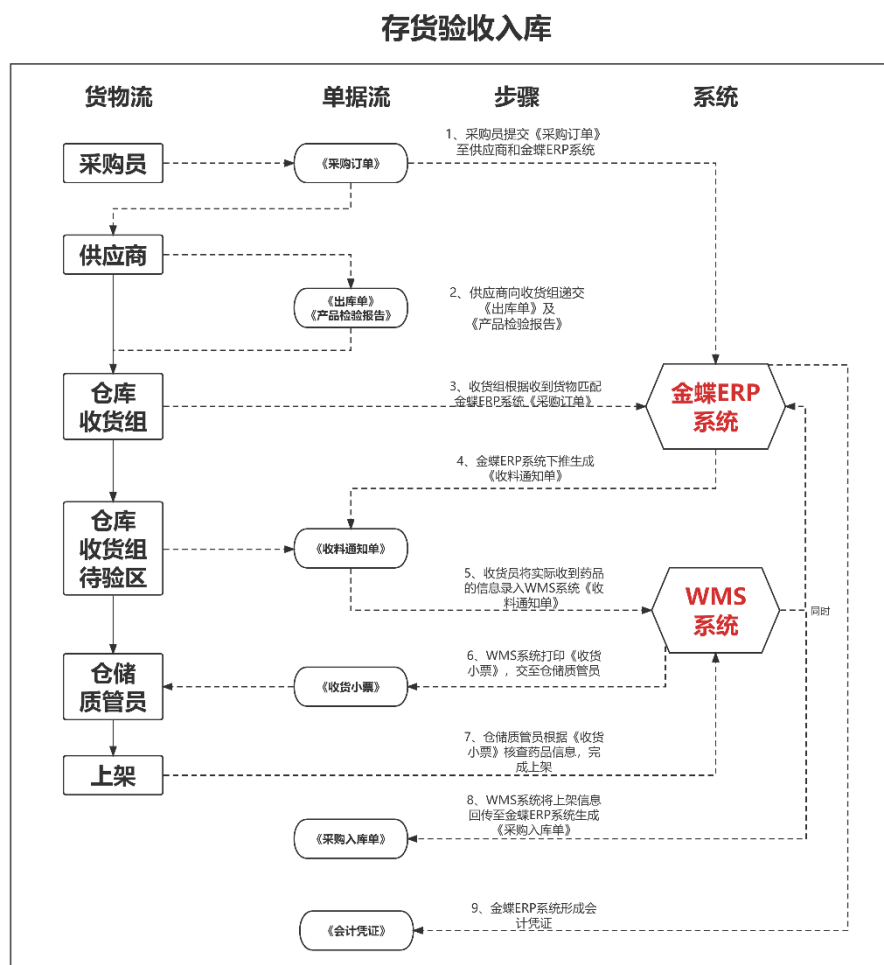 存货验收入库
货物流
单据流
步骤
系统
1、采购员提交《采购订单》
至供应商和金蝶ERP系统
采购员
《采购订单》
供应商
《出库单》
《产品检验报告》
2、供应商向收货组递交
《出库单》及
《产品检验报告》
仓库
收货组
3、收货组根据收到货物匹配
金蝶ERP系统《采购订单》
金蝶ERP
系统
4、金蝶ERP系统下推生成
《收料通知单》
仓库
收货组
待验区
《收料通知单》
5、收货员将实际收到药品
的信息录入WMS系统《收
料通知单》
WMS
系统
同时
6、WMS系统打印《收货
小票》，交至仓储质管员
仓储
质管员
《收货小票》
7、仓储质管员根据《收货
小票》核查药品信息，完
成上架
上架
8、WMS系统将上架信息
回传至金蝶ERP系统生成
《采购入库单》
《采购入库单》
9、金蝶ERP系统形成会
计凭证
《会计凭证》